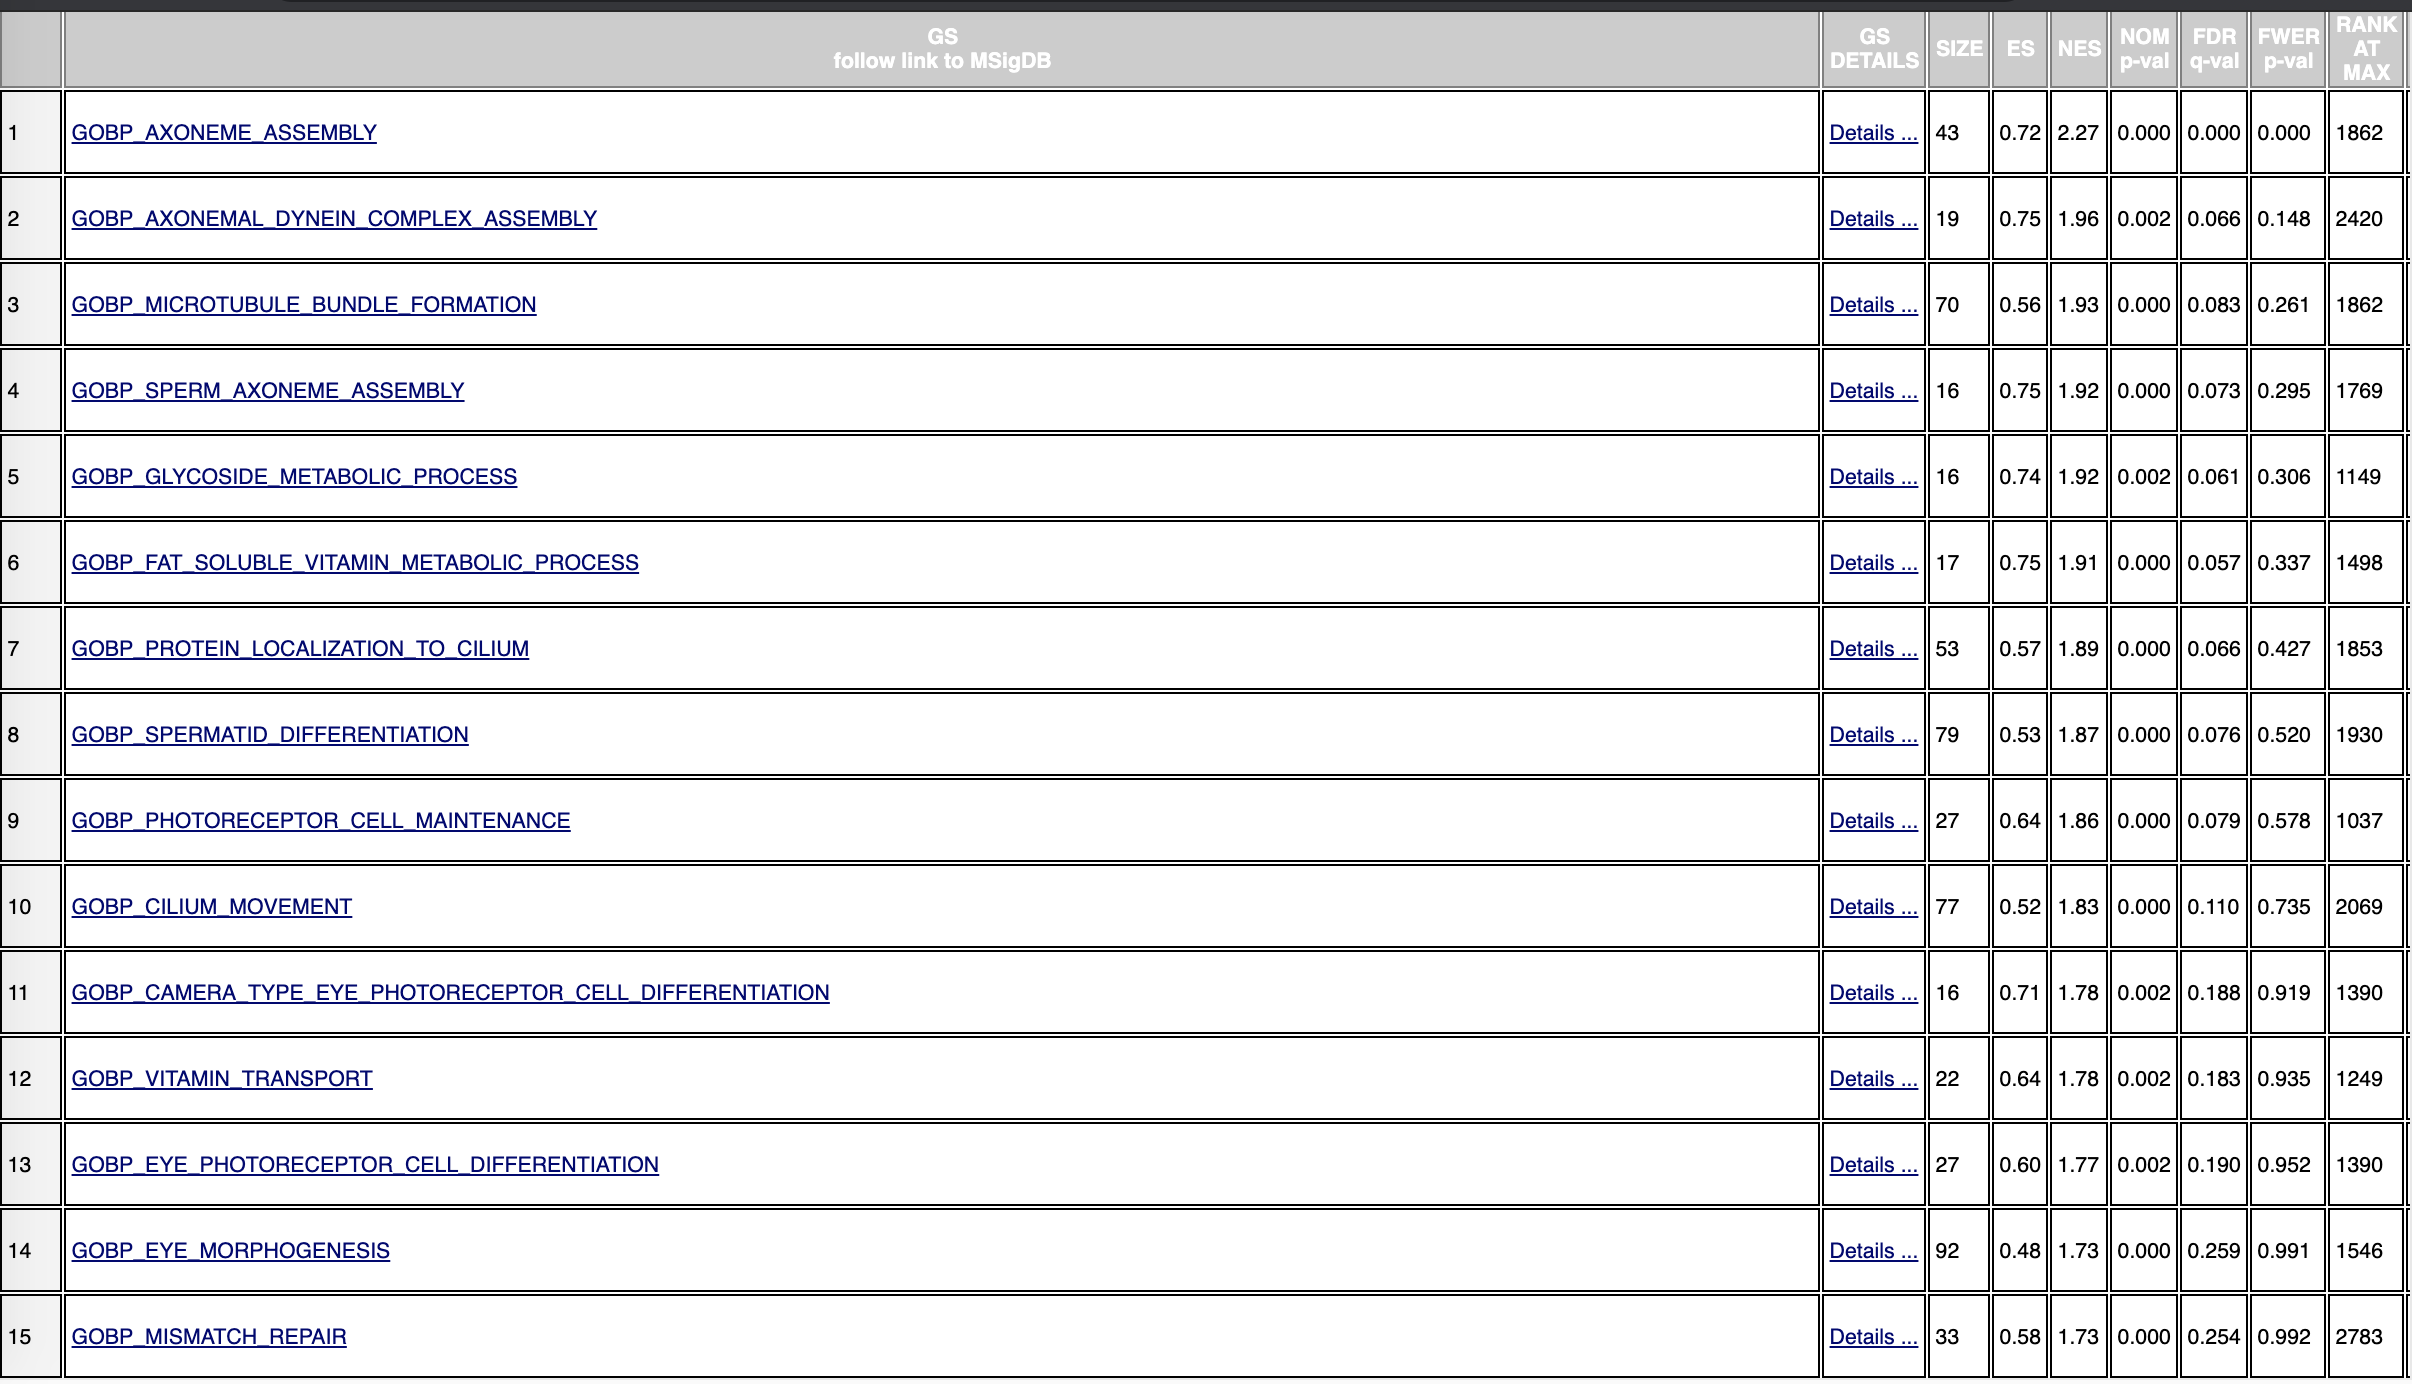 GS
follow link to MSigDB
GS
DETAILS
SIZE
ES
NES
NOM
p-val
FDR
q-val
FWER
p-val
RANK
AT
MAX
1 GOBP_AXONEME_ASSEMBLY Details ... 43 0.72 2.27 0.000 0.000 0.000 1862
2 GOBP_AXONEMAL_DYNEIN_COMPLEX_ASSEMBLY Details ... 19 0.75 1.96 0.002 0.066 0.148 2420
3 GOBP_MICROTUBULE_BUNDLE_FORMATION Details ... 70 0.56 1.93 0.000 0.083 0.261 1862
4 GOBP_SPERM_AXONEME_ASSEMBLY Details ... 16 0.75 1.92 0.000 0.073 0.295 1769
5 GOBP_GLYCOSIDE_METABOLIC_PROCESS Details ... 16 0.74 1.92 0.002 0.061 0.306 1149
6 GOBP_FAT_SOLUBLE_VITAMIN_METABOLIC_PROCESS Details ... 17 0.75 1.91 0.000 0.057 0.337 1498
7 GOBP_PROTEIN_LOCALIZATION_TO_CILIUM Details ... 53 0.57 1.89 0.000 0.066 0.427 1853
8 GOBP_SPERMATID_DIFFERENTIATION Details ... 79 0.53 1.87 0.000 0.076 0.520 1930
9 GOBP_PHOTORECEPTOR_CELL_MAINTENANCE Details ... 27 0.64 1.86 0.000 0.079 0.578 1037
10 GOBP_CILIUM_MOVEMENT Details ... 77 0.52 1.83 0.000 0.110 0.735 2069
11 GOBP_CAMERA_TYPE_EYE_PHOTORECEPTOR_CELL_DIFFERENTIATION Details ... 16 0.71 1.78 0.002 0.188 0.919 1390
12 GOBP_VITAMIN_TRANSPORT Details ... 22 0.64 1.78 0.002 0.183 0.935 1249
13 GOBP_EYE_PHOTORECEPTOR_CELL_DIFFERENTIATION Details ... 27 0.60 1.77 0.002 0.190 0.952 1390
14 GOBP_EYE_MORPHOGENESIS Details ... 92 0.48 1.73 0.000 0.259 0.991 1546
15 GOBP_MISMATCH_REPAIR Details ... 33 0.58 1.73 0.000 0.254 0.992 2783